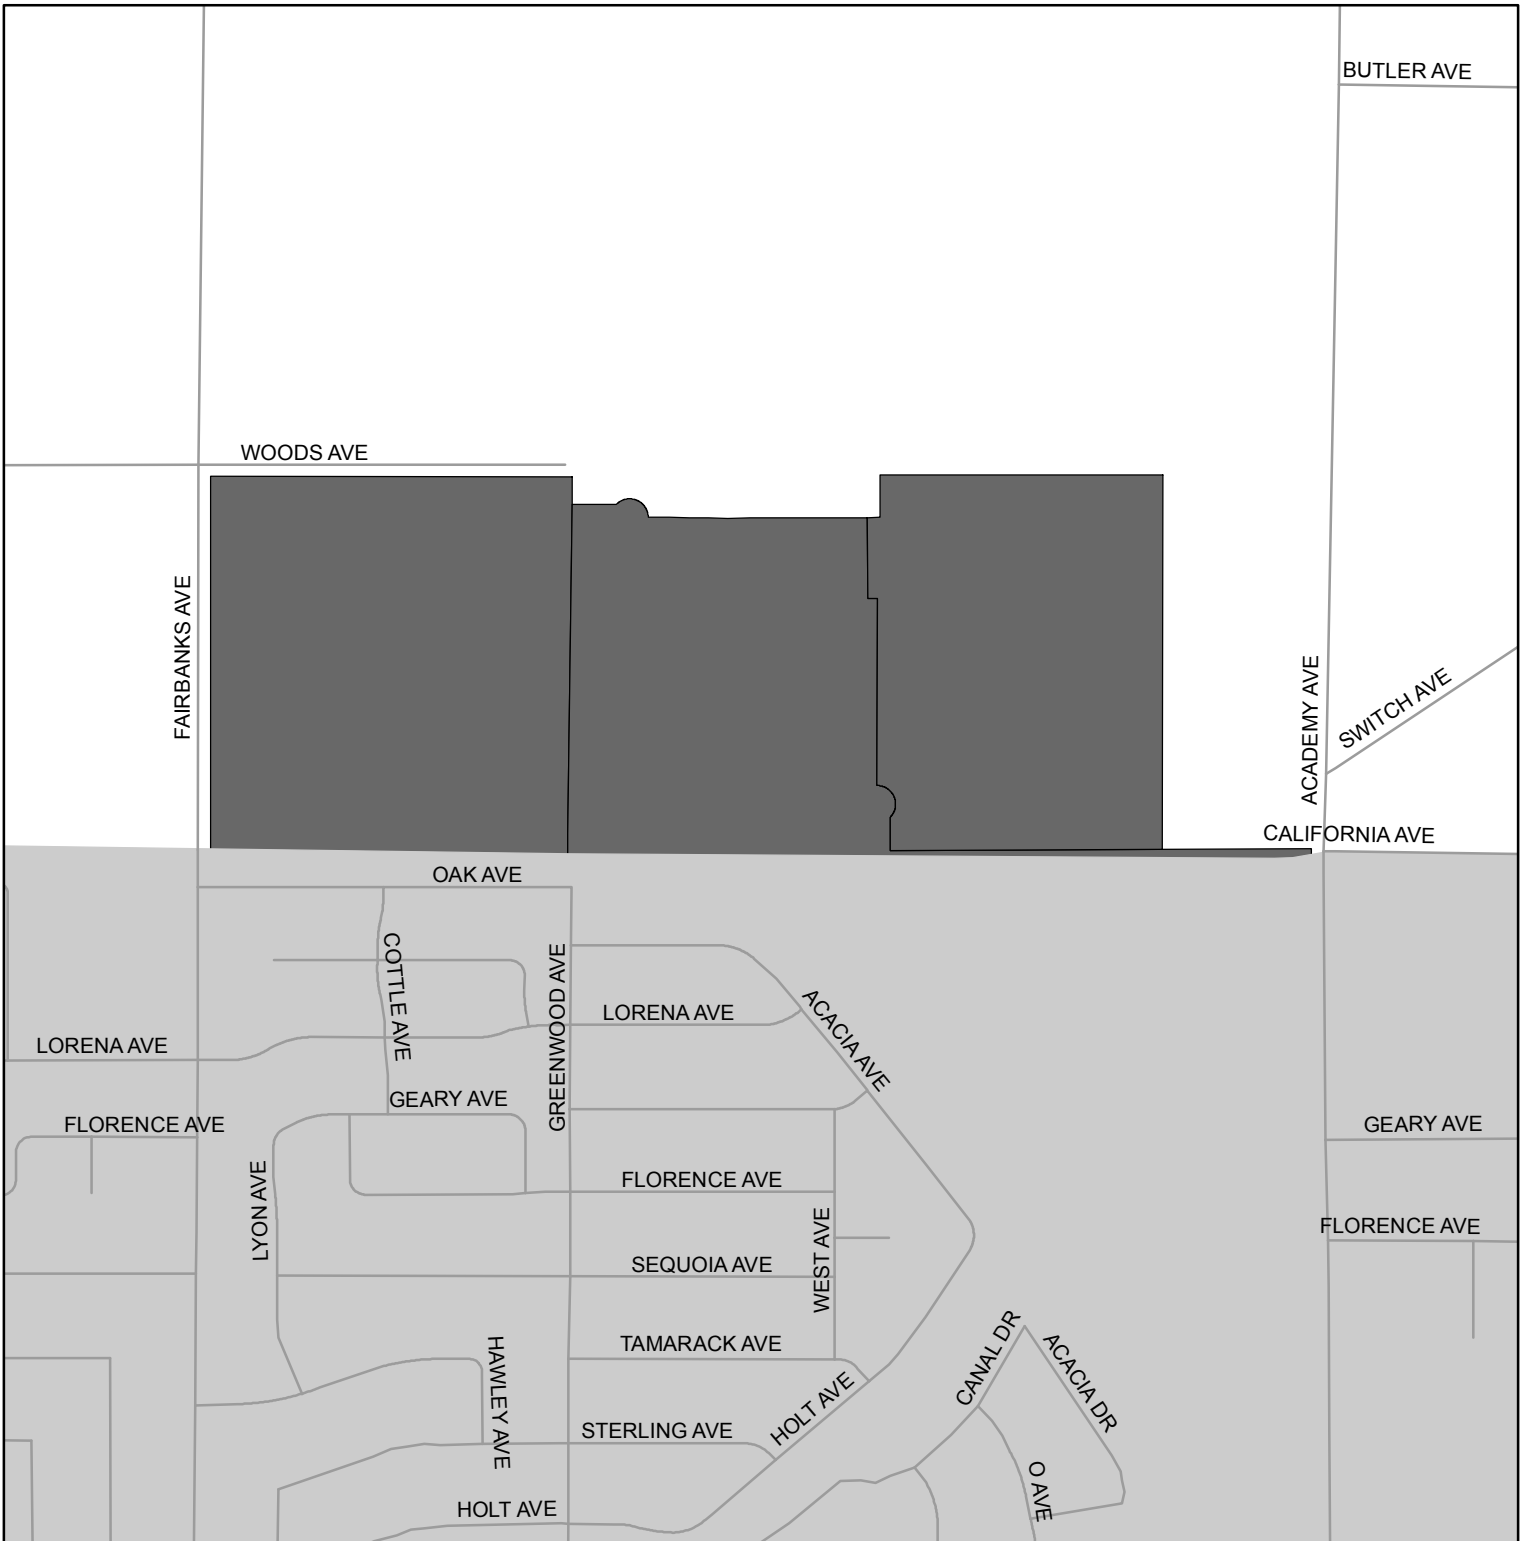 BUTLER AVE
WOODS AVE
FAIRBANKS AVE
ACADEMY AVE
SWITCH AVE
CALIFORNIA AVE
OAK AVE
COTTLE AVE
GREENWOOD AVE
LORENA AVE
ACACIA AVE
LORENA AVE
GEARY AVE
FLORENCE AVE
GEARY AVE
LYON AVE
FLORENCE AVE
WEST AVE
FLORENCE AVE
SEQUOIA AVE
TAMARACK AVE
HAWLEY AVE
CANAL DR
ACACIA DR
HOLT AVE
STERLING AVE
O AVE
HOLT AVE